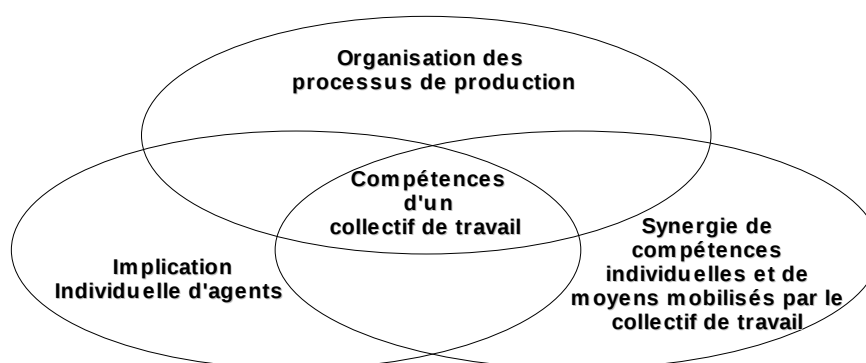 Organisation des
processus de production
Compétences
d'un
collectif de travail
Implication
Individuelle d'agents
Synergie de
compétences
individuelles et de
moyens mobilisés par le
collectif de travail